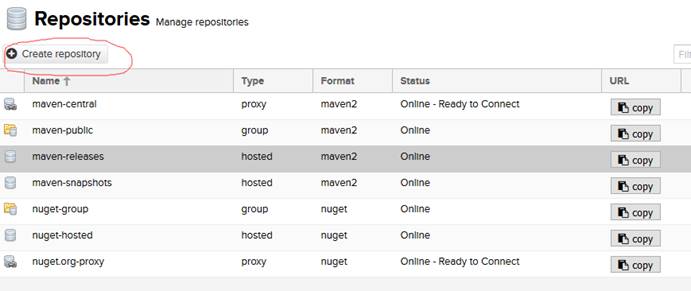 Repositories Manage repositories
Create repository
Filt
Name Type Format Status URL
maven-central proxy maven2 Online - Ready to Connect copy
maven-public group maven2 Online copy
maven-releases hosted maven2 Online copy
maven-snapshots hosted maven2 Online copy
nuget-group group nuget Online copy
nuget-hosted hosted nuget Online copy
nuget.org-proxy proxy nuget Online - Ready to Connect copy